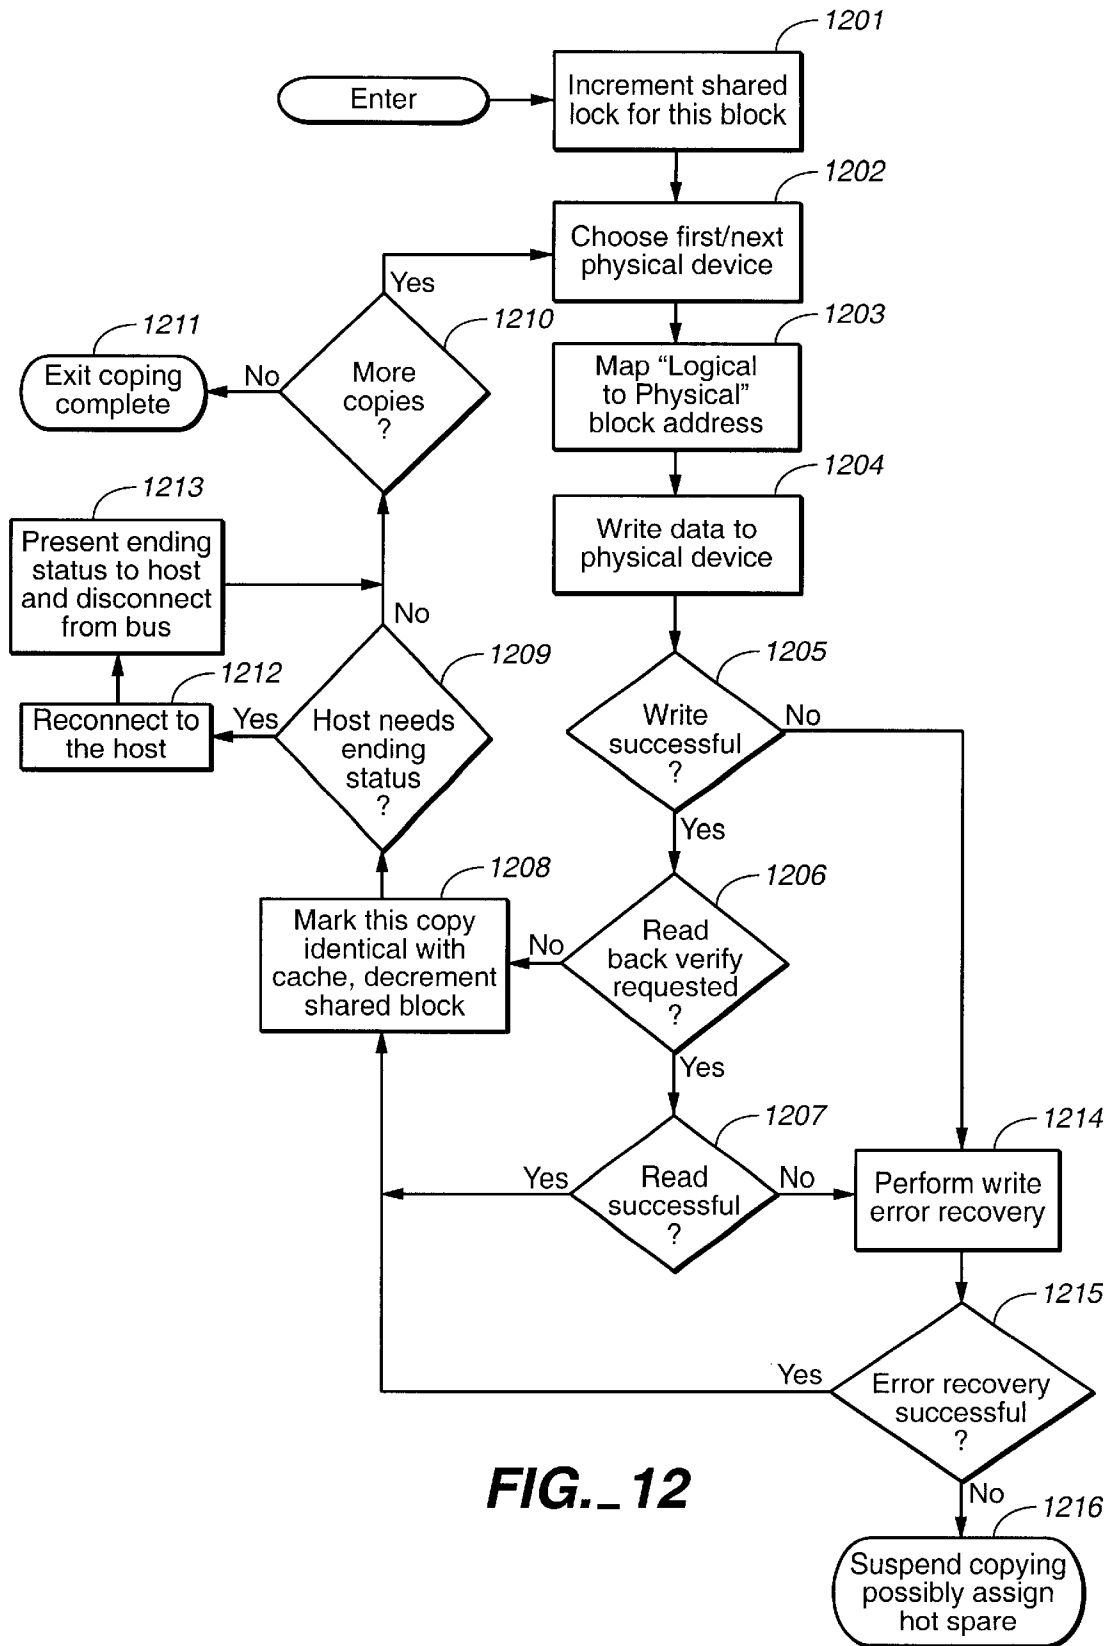 1201
Enter
Increment shared
lock for this block
1202
Choose first/next
physical device
Yes
1210
1211
Exit coping
complete
No
More
copies
?
1203
Map “Logical
to Physical”
block address
1204
Write data to
physical device
1213
Present ending
status to host
and disconnect
from bus
No
1209
1212
Reconnect to
the host
Yes
Host needs
ending
status
?
1205
Write
successful
?
No
Yes
1208
Mark this copy
identical with
cache, decrement
shared block
1206
No
Read
back verify
requested
?
Yes
1207
Yes
Read
successful
?
No
1214
Perform write
error recovery
1215
Yes
Error recovery
successful
?
No
FIG._12
1216
Suspend copying
possibly assign
hot spare